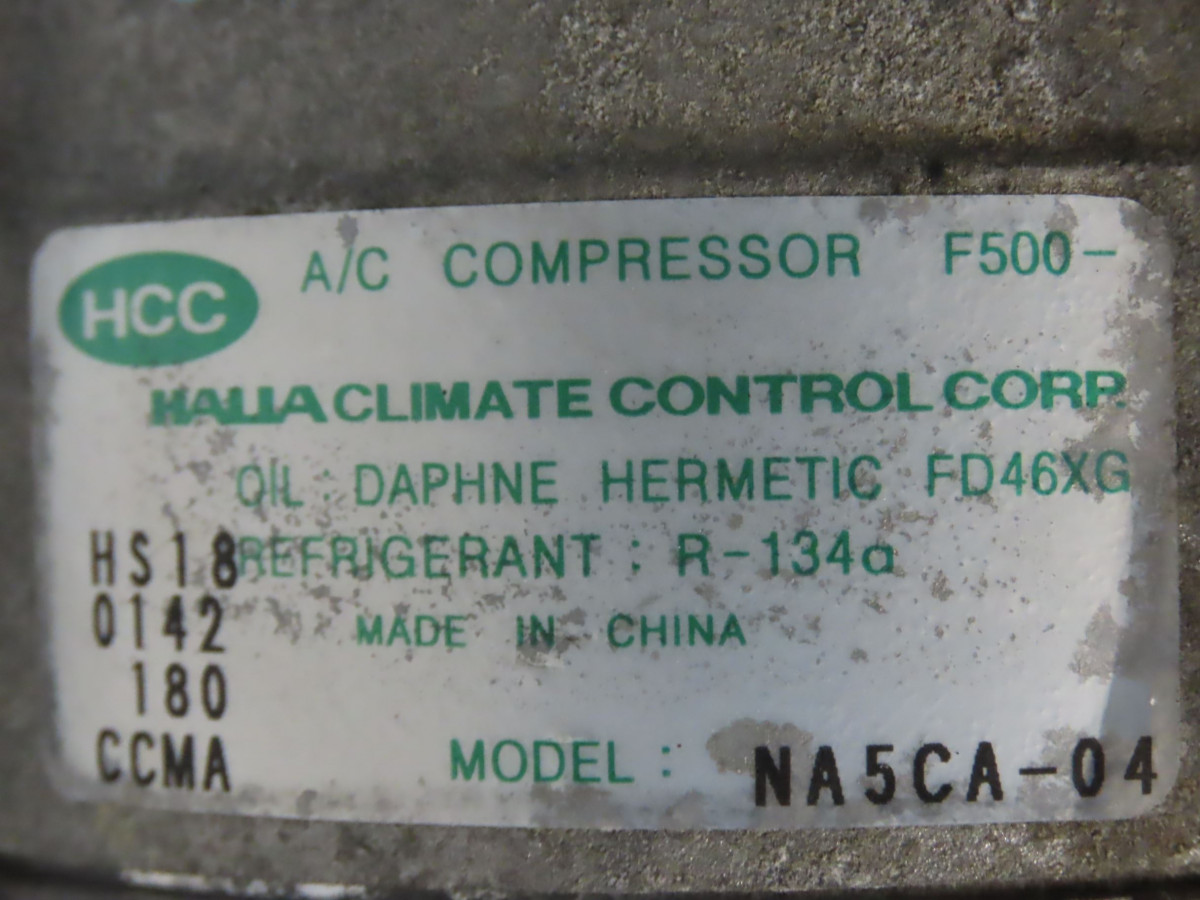 HCC
A/C COMPRESSOR F500-
HALLA CLIMATE CONTROL CORP.
OIL : DAPHNE HERMETIC FD46XG
HS18 REFRIGERANT : R-134a
0142 MADE IN CHINA
180
CCMA MODEL : NA5CA-04